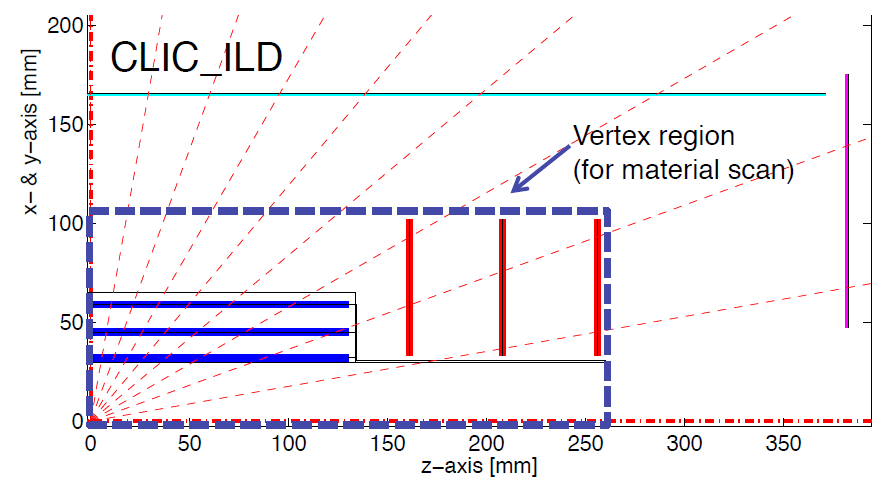 CLIC_ILD
Vertex region
(for material scan)
x- & y-axis [mm]
200
150
100
50
0
0
50
100
150
200
250
300
350
z-axis [mm]